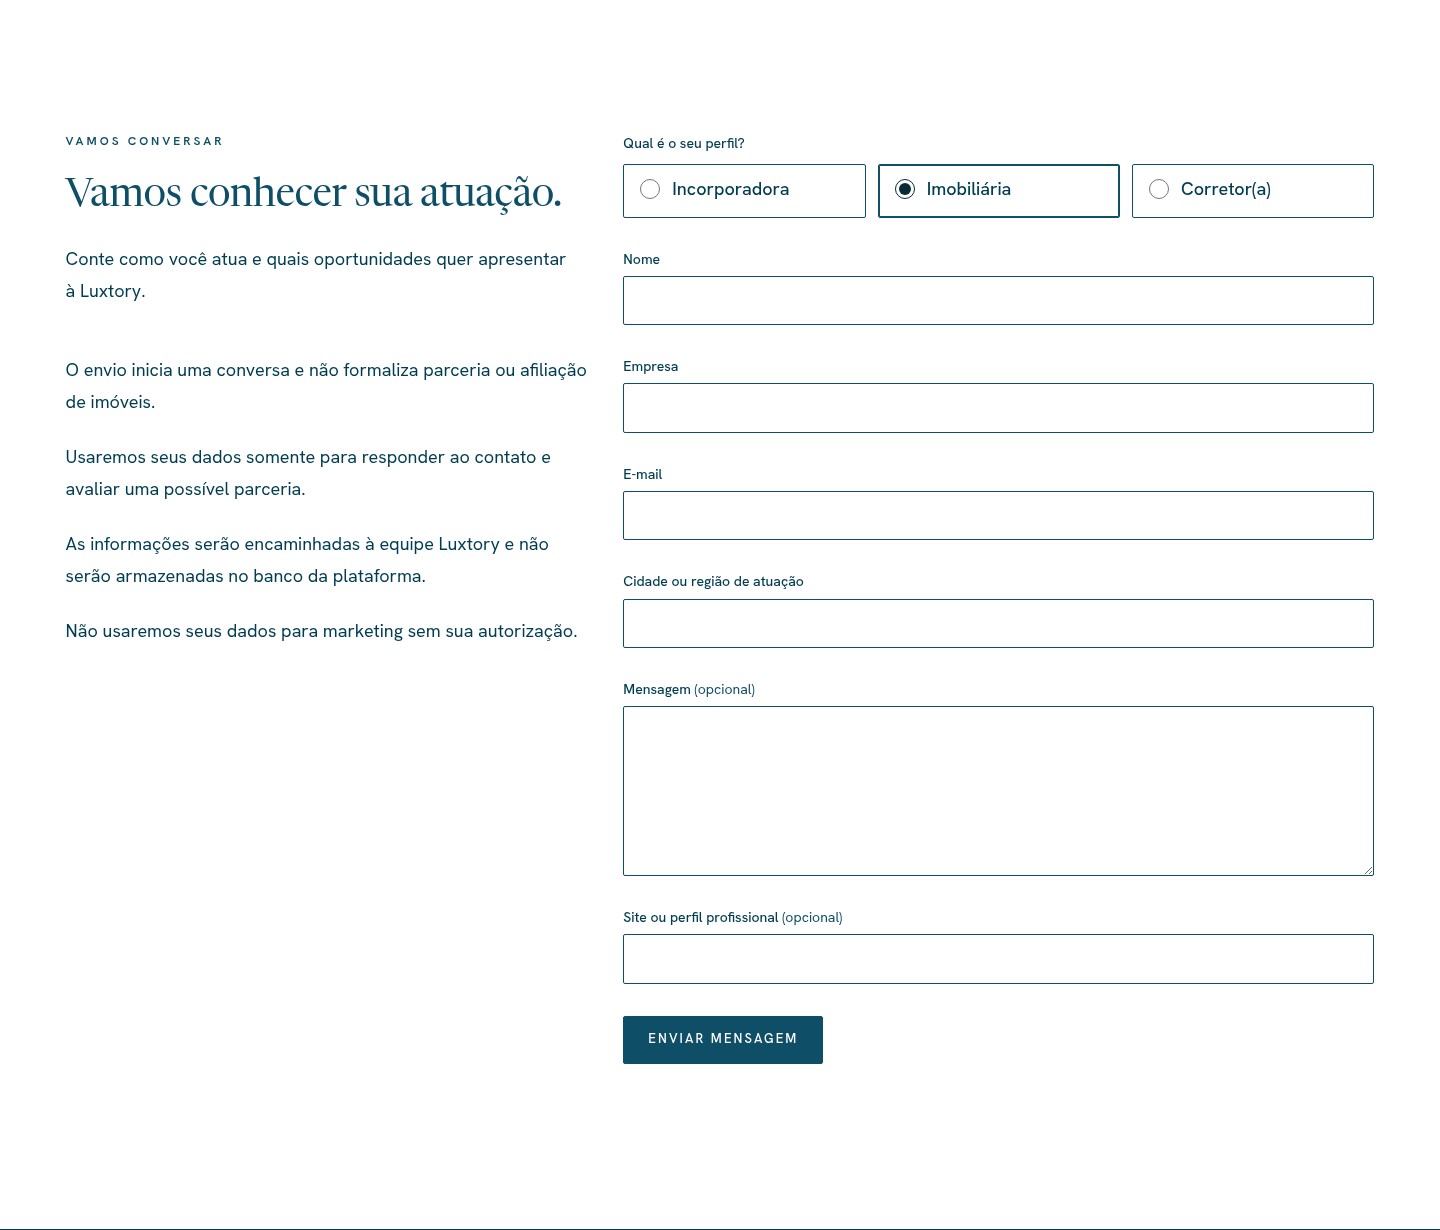 VAMOS CONVERSAR
Vamos conhecer sua atuação.
Conte como você atua e quais oportunidades quer apresentar
à Luxtory.
O envio inicia uma conversa e não formaliza parceria ou afiliação
de imóveis.
Usaremos seus dados somente para responder ao contato e
avaliar uma possível parceria.
As informações serão encaminhadas à equipe Luxtory e não
serão armazenadas no banco da plataforma.
Não usaremos seus dados para marketing sem sua autorização.
Qual é o seu perfil?
Incorporadora
Imobiliária
Corretor(a)
Nome
Empresa
E-mail
Cidade ou região de atuação
Mensagem (opcional)
Site ou perfil profissional (opcional)
ENVIAR MENSAGEM